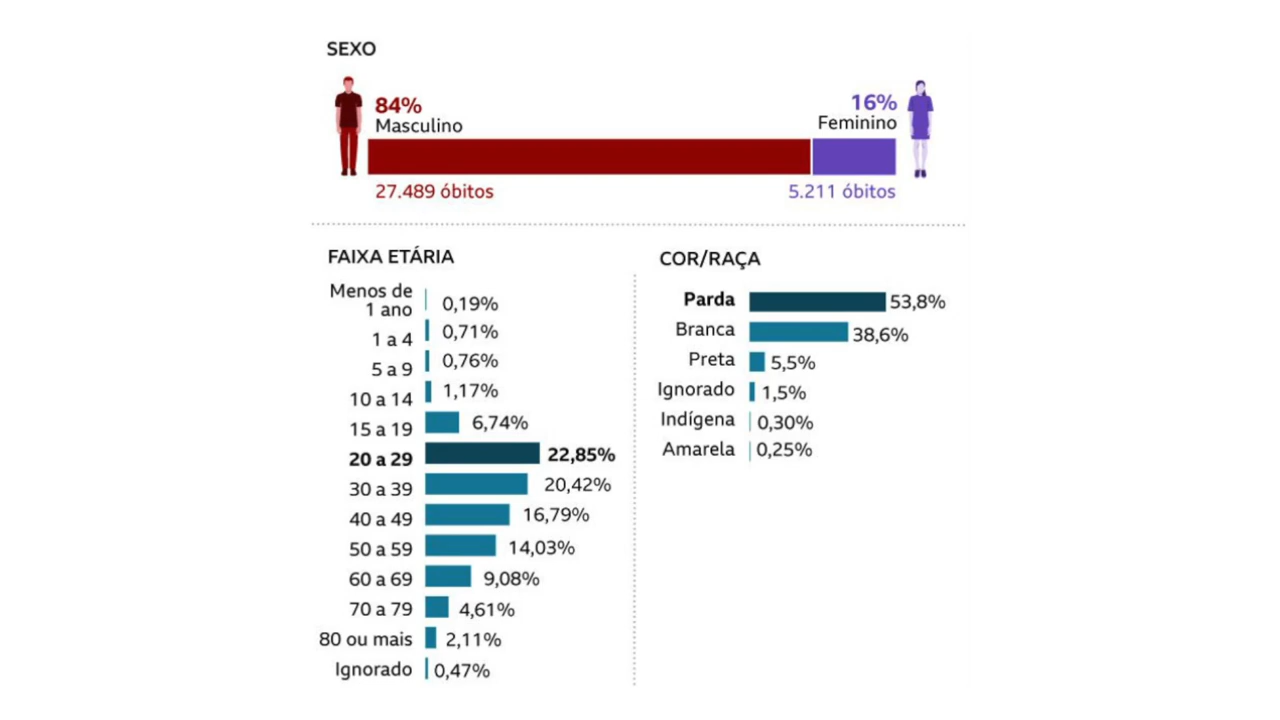 SEXO
84%
Masculino
16%
Feminino
27.489 óbitos
5.211 óbitos
FAIXA ETÁRIA
Menos de
1 ano 0,19%
1 a 4 0,71%
5 a 9 0,76%
10 a 14 1,17%
15 a 19 6,74%
20 a 29 22,85%
30 a 39 20,42%
40 a 49 16,79%
50 a 59 14,03%
60 a 69 9,08%
70 a 79 4,61%
80 ou mais 2,11%
Ignorado 0,47%
COR/RAÇA
Parda 53,8%
Branca 38,6%
Preta 5,5%
Ignorado 1,5%
Indígena 0,30%
Amarela 0,25%